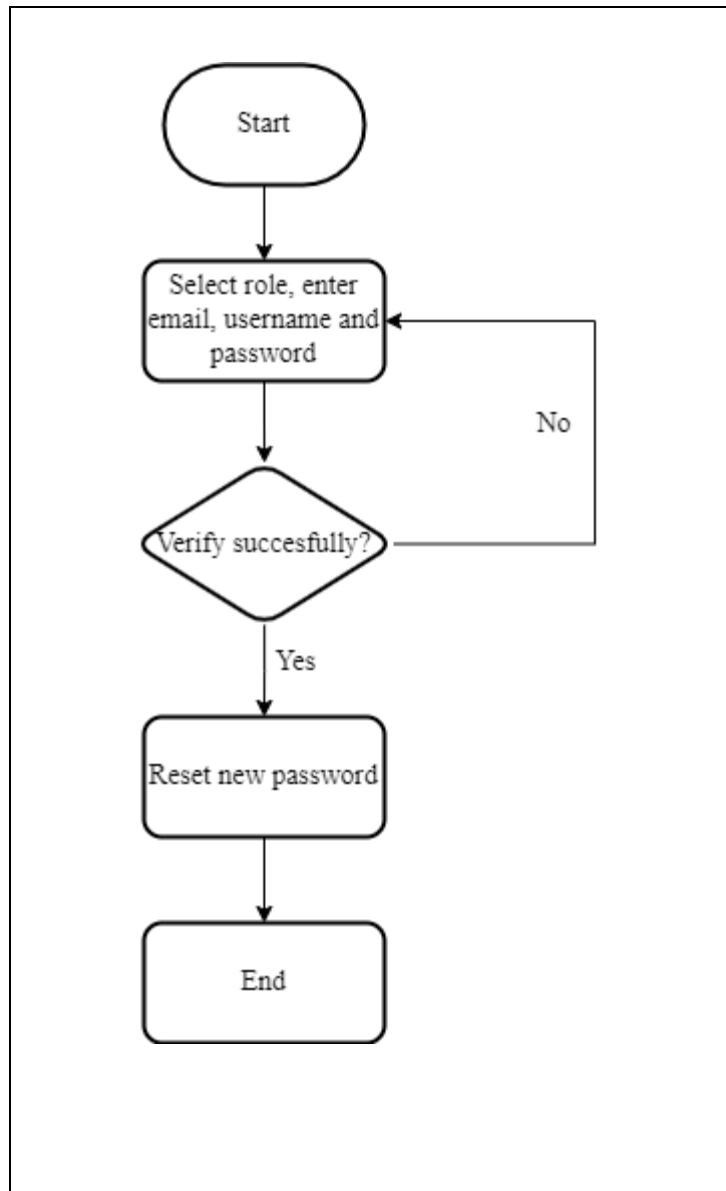 Start
Select role, enter
email, username and
password
No
Verify succesfully?
Yes
Reset new password
End